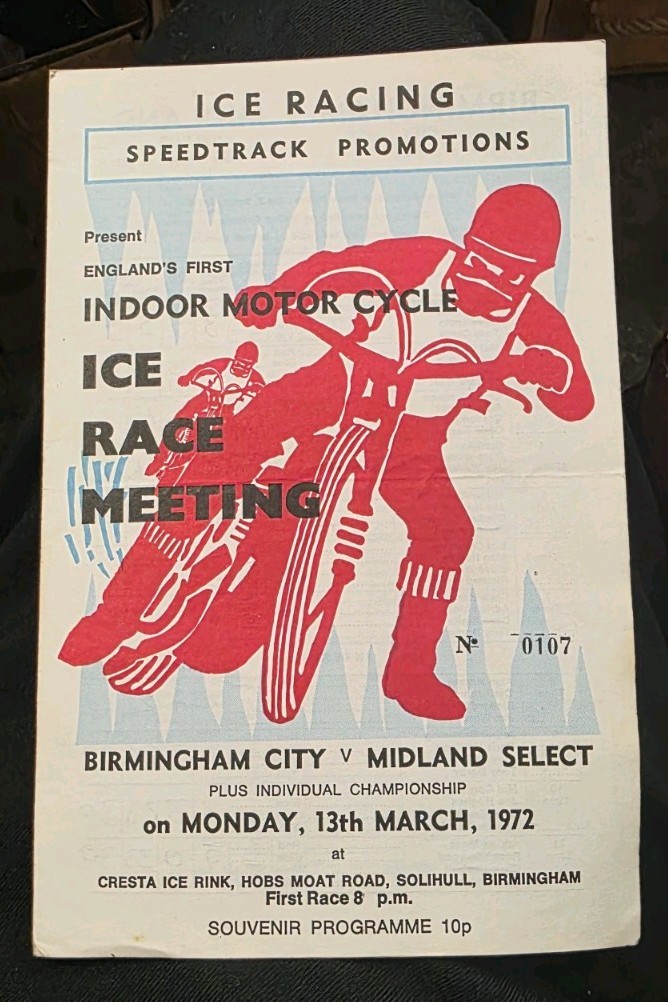 ICE RACING
SPEEDTRACK PROMOTIONS
Present
ENGLAND'S FIRST
INDOOR MOTOR CYCLE
ICE
RACE
MEETING
Nº 0107
BIRMINGHAM CITY V MIDLAND SELECT
PLUS INDIVIDUAL CHAMPIONSHIP
on MONDAY, 13th MARCH, 1972
at
CRESTA ICE RINK, HOBS MOAT ROAD, SOLIHULL, BIRMINGHAM
First Race 8 p.m.
SOUVENIR PROGRAMME 10p